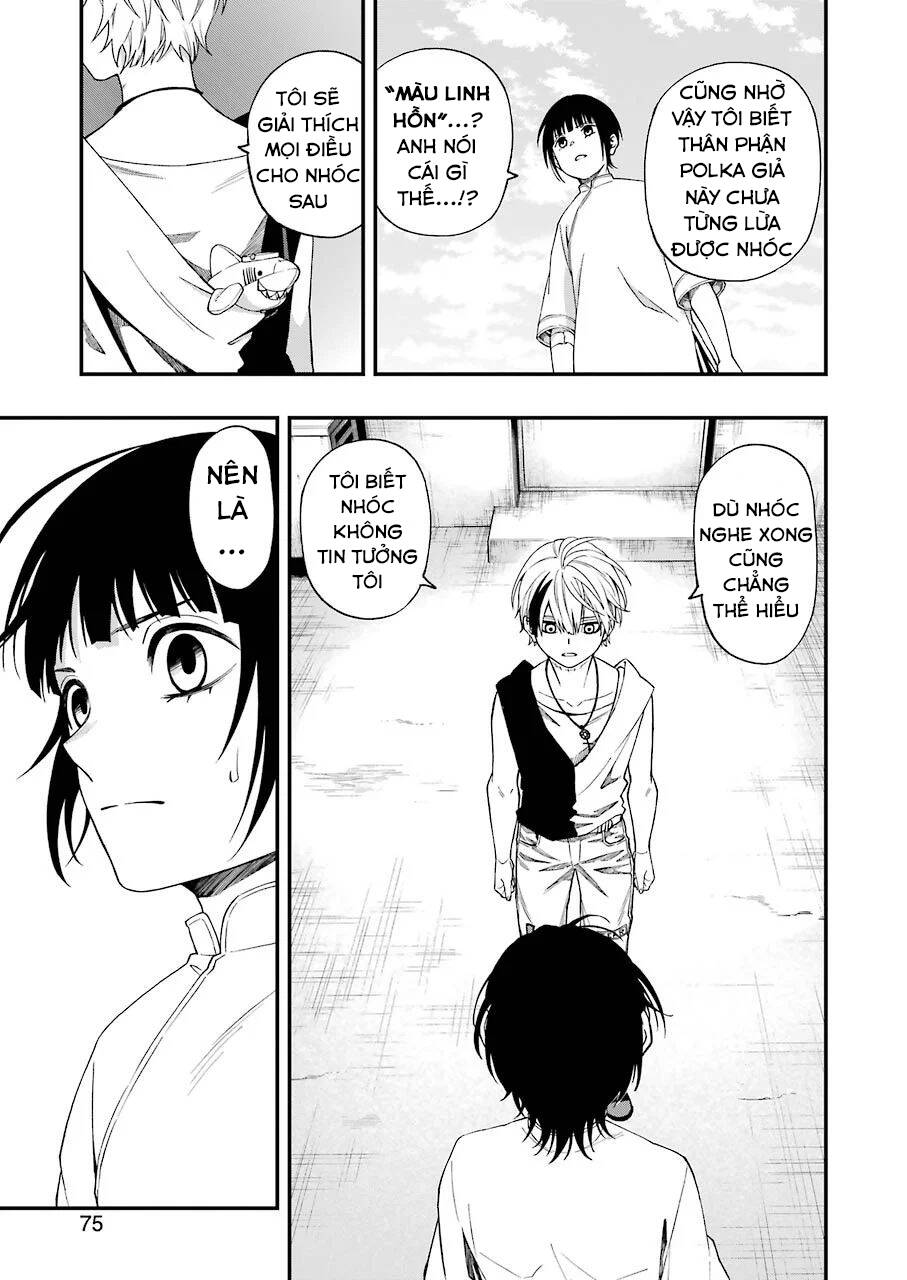 CŨNG NHỜ
VẬY TÔI BIẾT
THÂN PHẬN
POLKA GIẢ
NÀY CHƯA
TỪNG LỪA
ĐƯỢC NHÓC
"MÀU LINH
HỒN"...?
ANH NÓI
CÁI GÌ
THẾ...!?
TÔI SẼ
GIẢI THÍCH
MỌI ĐIỀU
CHO NHÓC
SAU
DÙ NHÓC
NGHE XONG
CŨNG
CHẲNG
THỂ HIỂU
TÔI BIẾT
NHÓC
KHÔNG
TIN TƯỞNG
TÔI
NÊN
LÀ
...
75